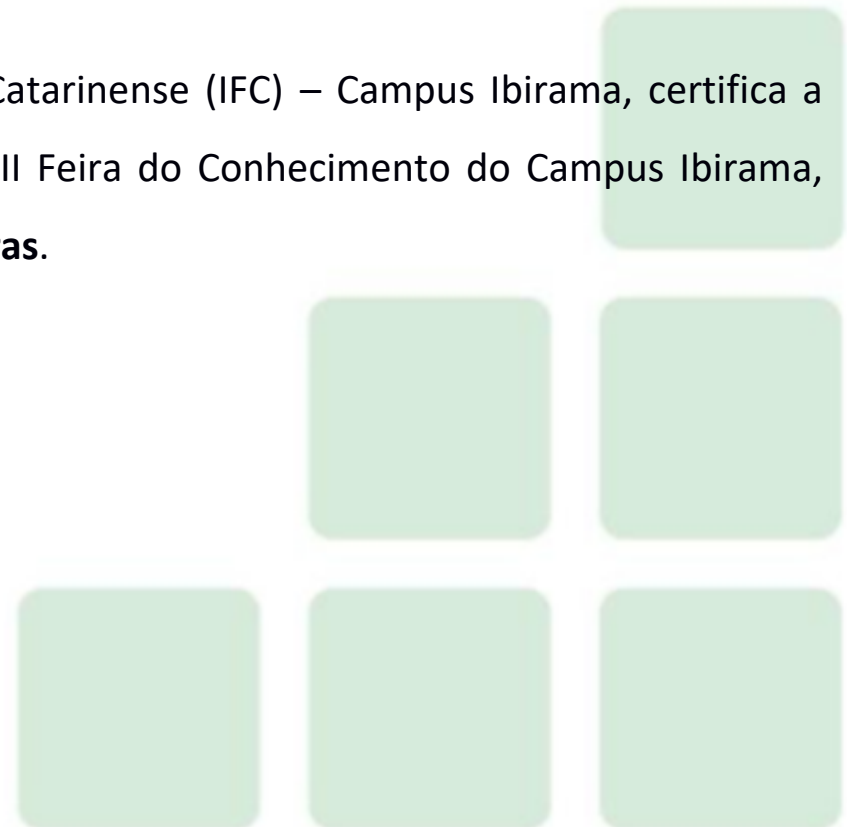 Catarinense (IFC) – Campus Ibirama, certifica a
II Feira do Conhecimento do Campus Ibirama,
as.